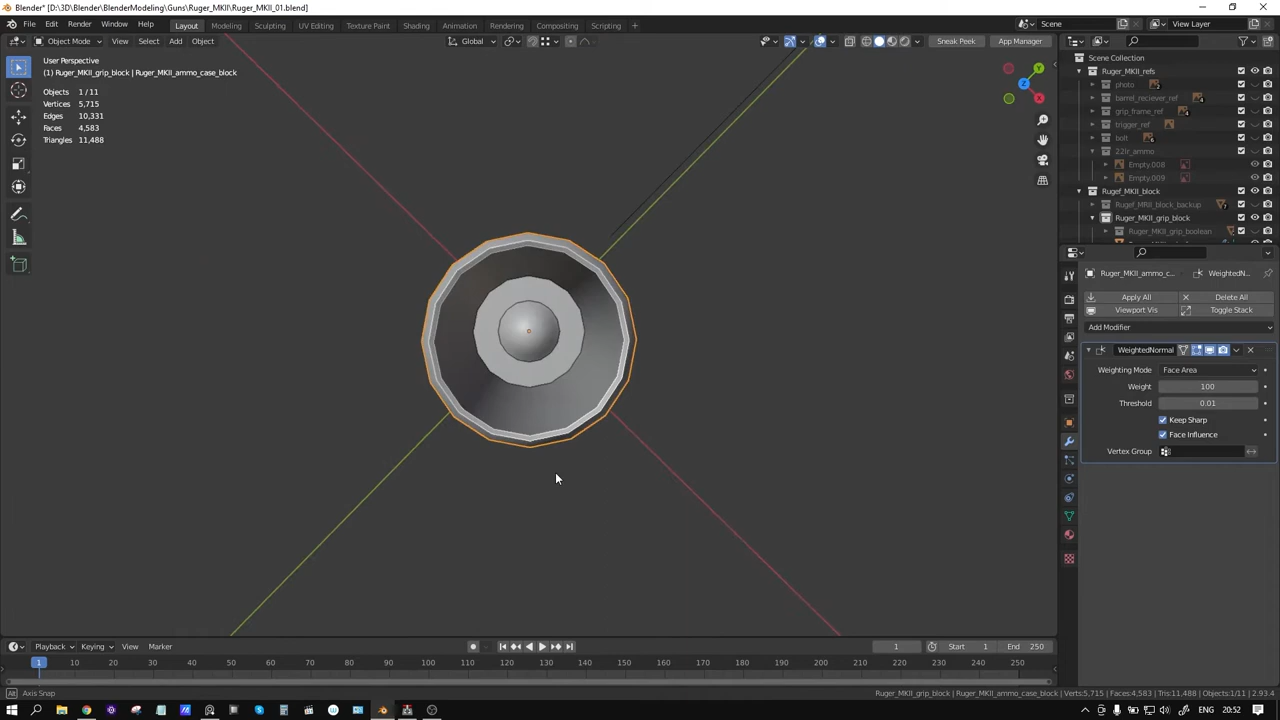 Blender* [D:\3D\Blender\BlenderModeling\Guns\Ruger_MKII\Ruger_MKII_01.blend]
File Edit Render Window Help Layout Modeling Sculpting UV Editing Texture Paint Shading Animation Rendering Compositing Scripting + Scene View Layer
Object Mode View Select Add Object Global Sneak Peek App Manager
User Perspective
(1) Ruger_MKII_grip_block | Ruger_MKII_ammo_case_block
Objects 1 / 11
Vertices 5,715
Edges 10,331
Faces 4,583
Triangles 11,488
Y
Z
X
Scene Collection
Ruger_MKII_refs
photo
barrel_reciever_ref
grip_frame_ref
trigger_ref
bolt
22lr_ammo
Empty.008
Empty.009
Rugef_MKII_block
Rugef_MRII_block_backup
Ruger_MKII_grip_block
Ruger_MKII_grip_boolean
Ruger_MKII_ammo_c... WeightedN...
Apply All Delete All
Viewport Vis Toggle Stack
Add Modifier
WeightedNormal
Weighting Mode Face Area
Weight 100
Threshold 0.01
Keep Sharp
Face Influence
Vertex Group
Playback Keying View Marker 1 Start 1 End 250
1 10 20 30 40 50 60 70 80 90 100 110 120 130 140 150 160 170 180 190 200 210 220 230 240 250
Alt Axis Snap Ruger_MKII_grip_block | Ruger_MKII_ammo_case_block | Verts:5,715 | Faces:4,583 | Tris:11,488 | Objects:1/11 | 2.93.4
ENG 20:52